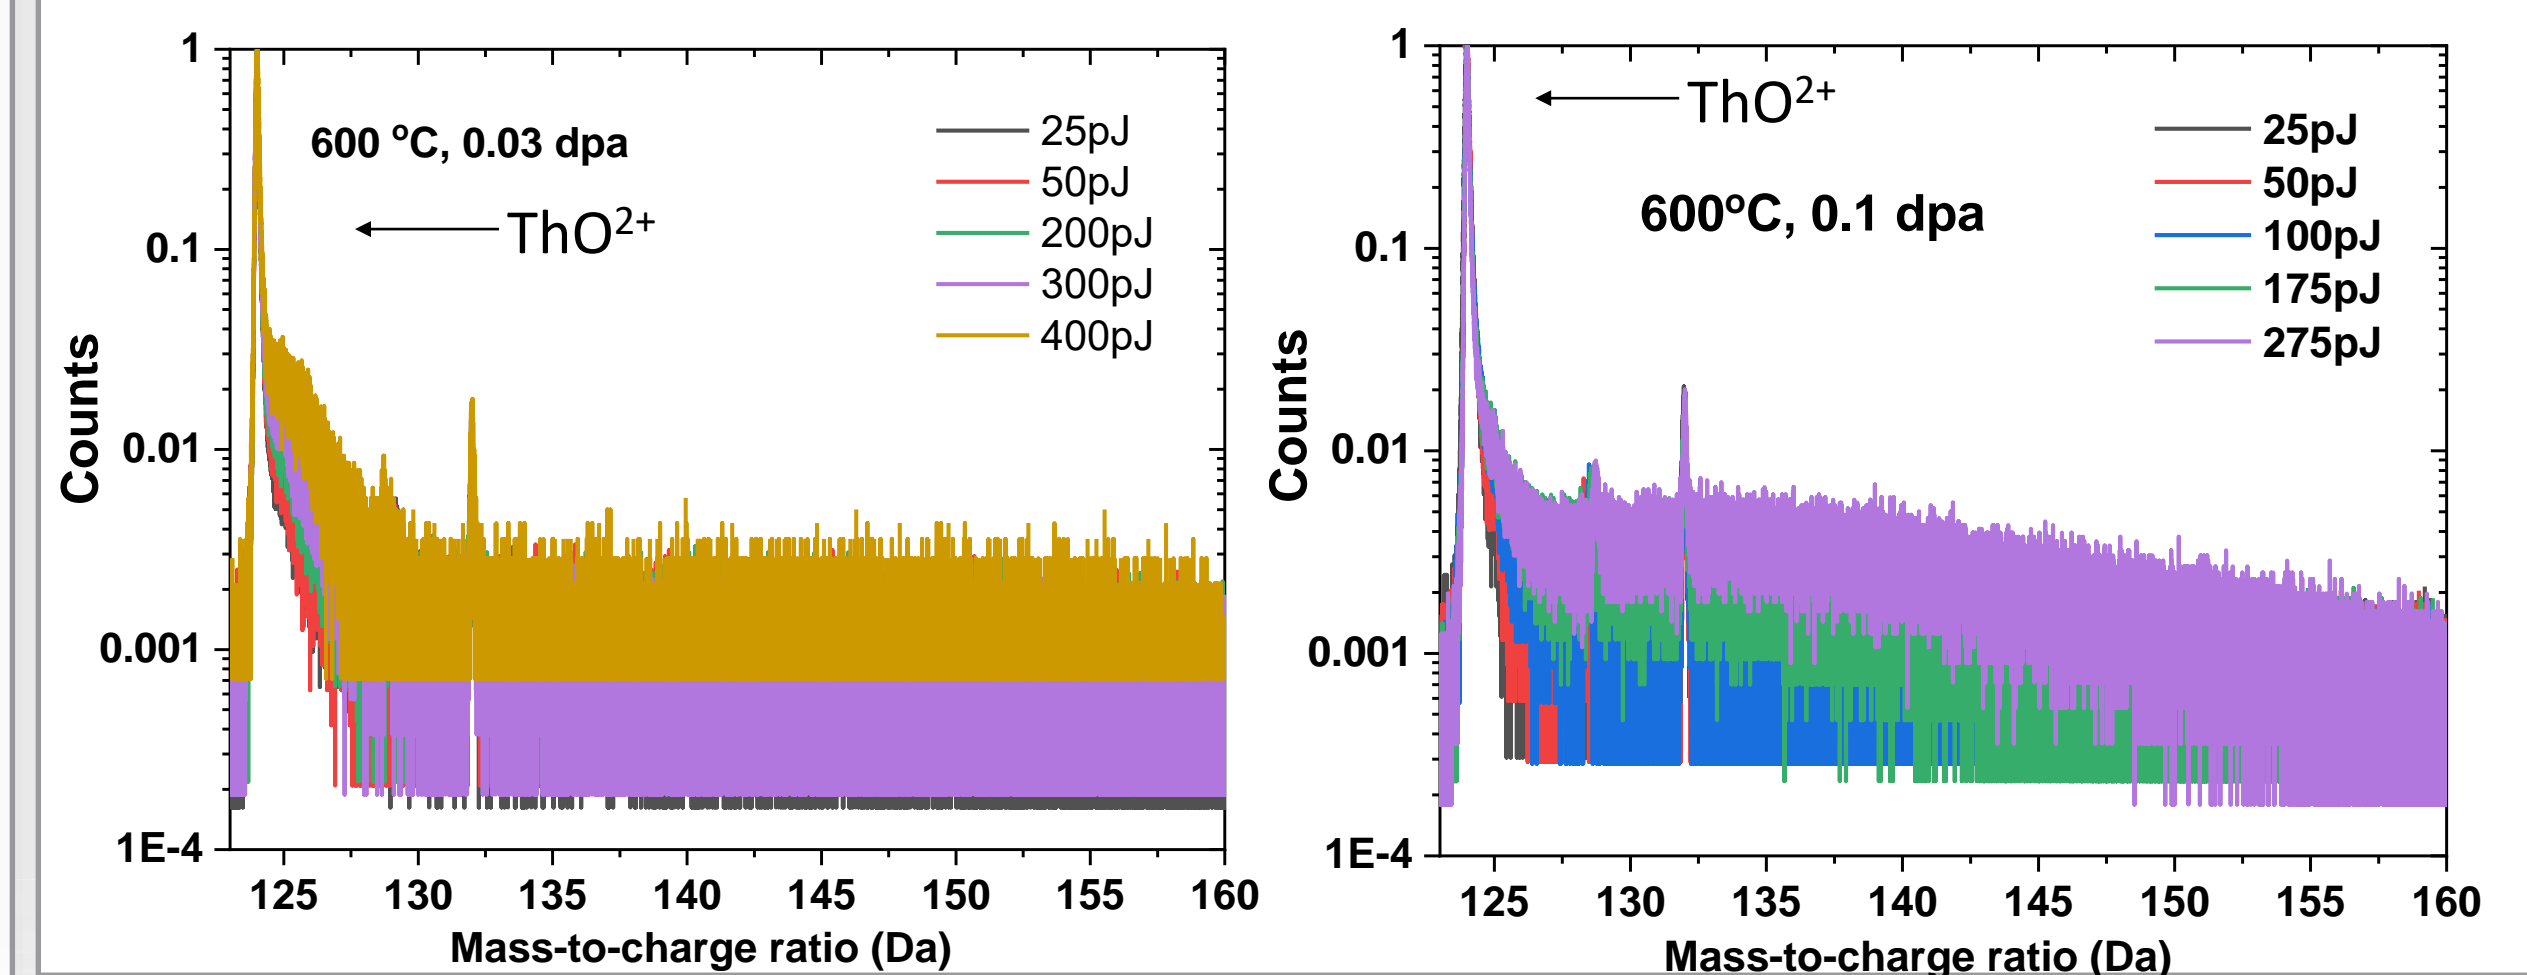 1
0.1
0.01
0.001
1E-4
Counts
600 °C, 0.03 dpa
ThO²⁺
25pJ
50pJ
200pJ
300pJ
400pJ
125 130 135 140 145 150 155 160
Mass-to-charge ratio (Da)
1
0.1
0.01
0.001
1E-4
Counts
ThO²⁺
600°C, 0.1 dpa
25pJ
50pJ
100pJ
175pJ
275pJ
125 130 135 140 145 150 155 160
Mass-to-charge ratio (Da)